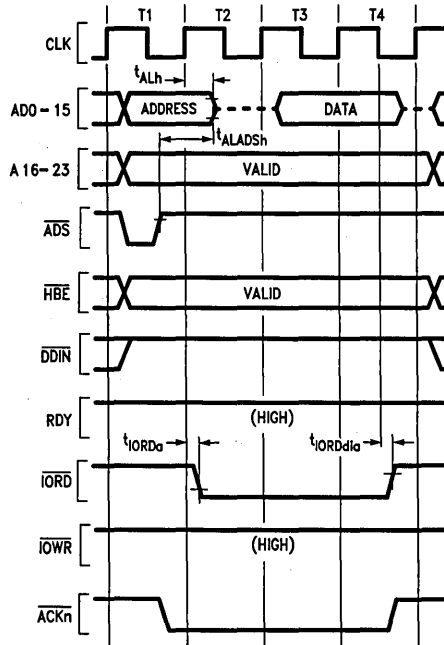 T1 T2 T3 T4
CLK
tALh
AD0-15 ADDRESS DATA
tALADSh
A16-23 VALID
ADS
HBE VALID
DDIN
RDY (HIGH)
tIORDa tIORDdia
IORD
IOWR (HIGH)
ACKn